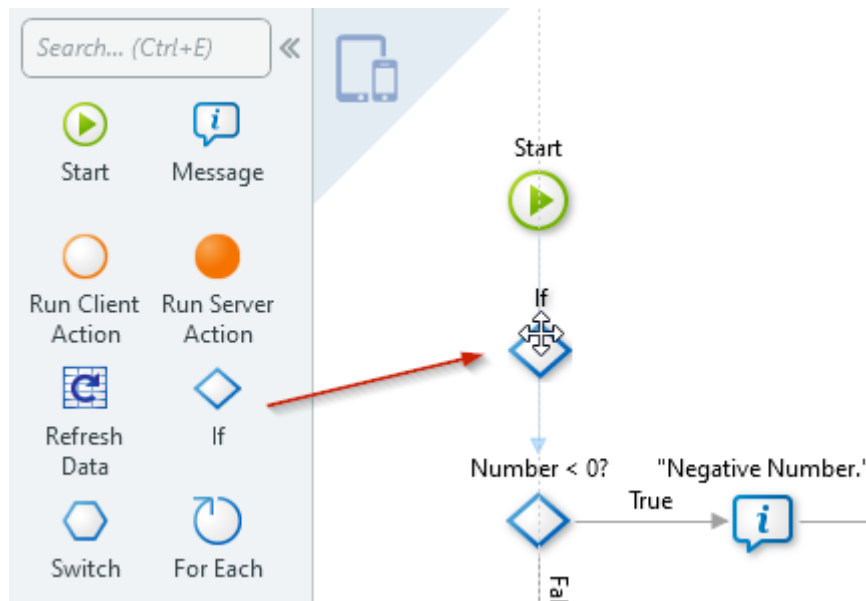 Search... (Ctrl+E)
Start
Message
Run Client
Action
Run Server
Action
Refresh
Data
If
Switch
For Each
Start
If
Number < 0?
"Negative Number."
True
Fal